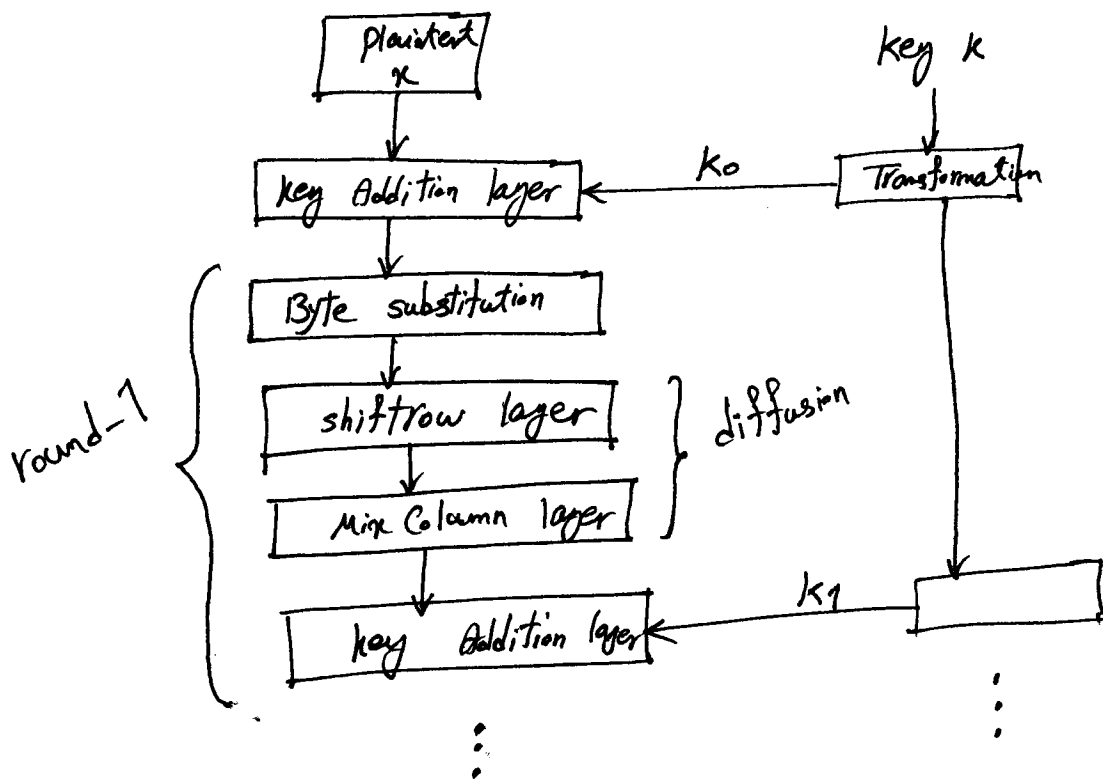 Plaintext
x
key k
k0
Transformation
key Addition layer
Byte substitution
shiftrow layer
diffusion
round-1
Mix Column layer
k1
key Addition layer